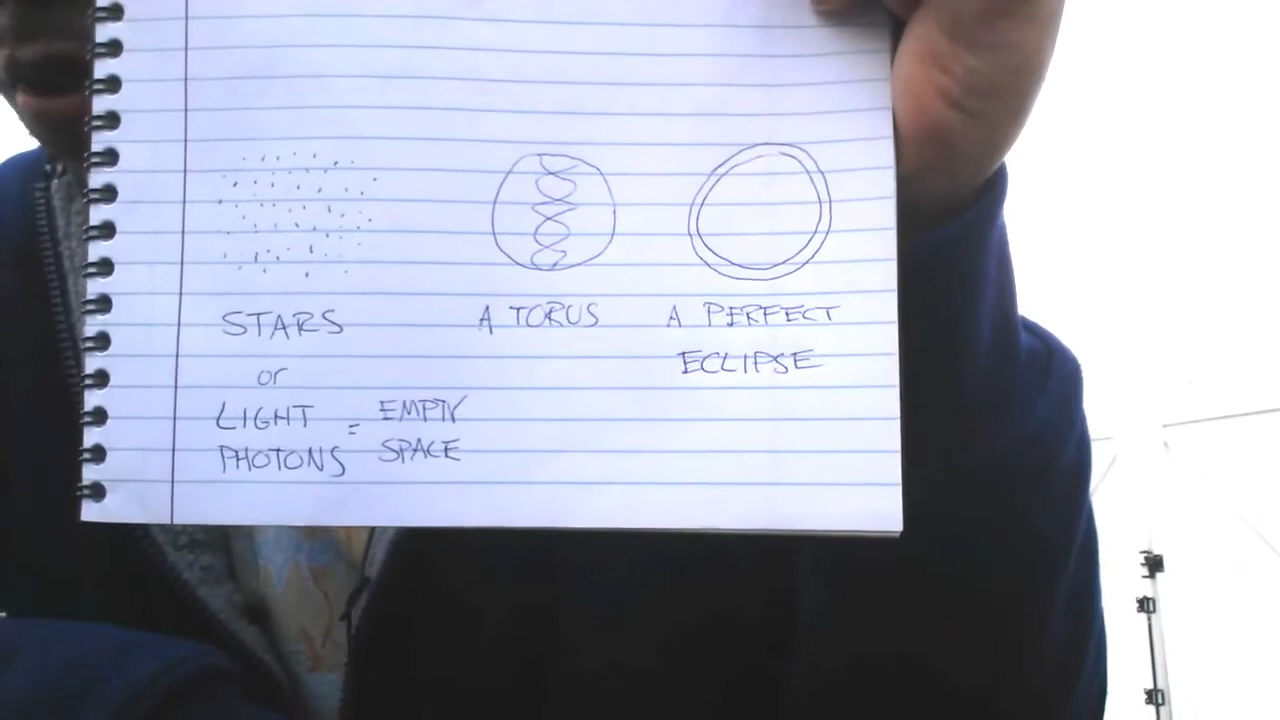 STARS
or
LIGHT
PHOTONS
= EMPTY
SPACE
A TORUS
A PERFECT
ECLIPSE